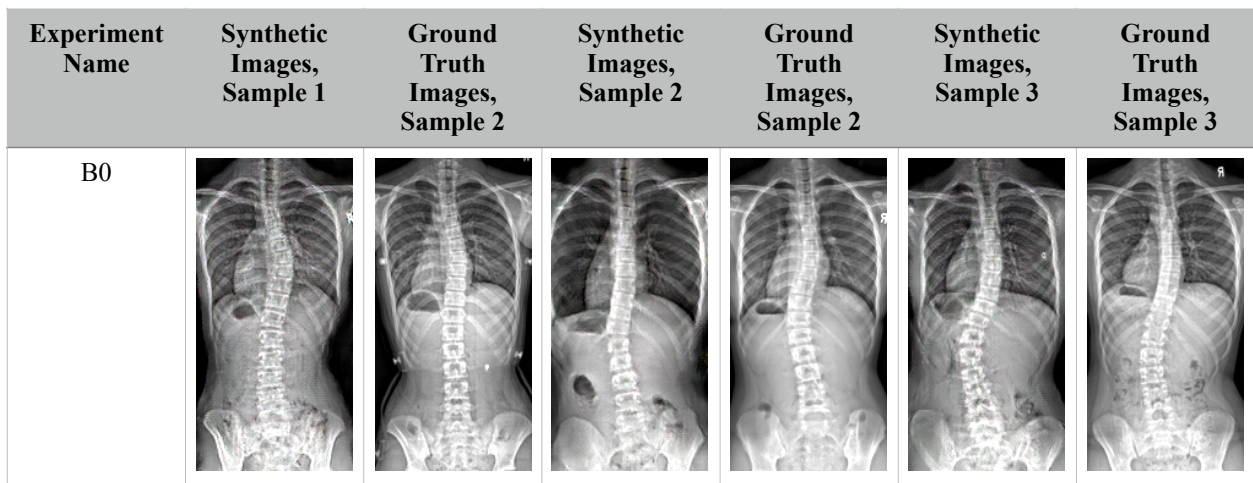 Experiment
Name
Synthetic
Images,
Sample 1
Ground
Truth
Images,
Sample 2
Synthetic
Images,
Sample 2
Ground
Truth
Images,
Sample 2
Synthetic
Images,
Sample 3
Ground
Truth
Images,
Sample 3
B0